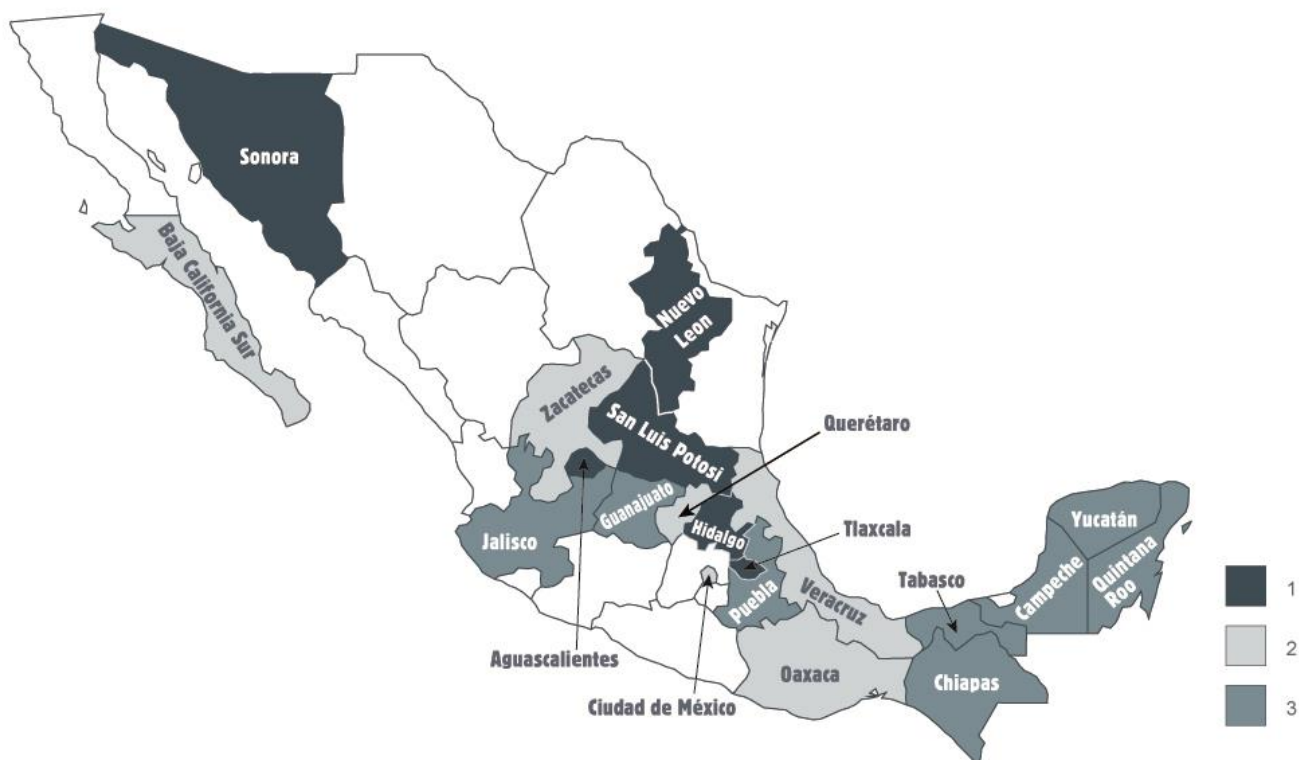 Sonora
Baja California Sur
Nuevo
Leon
Zacatecas
San Luis Potosí
Querétaro
Guanajuato
Hidalgo
Jalisco
Tlaxcala
Yucatán
Campeche
Quintana
Roo
Tabasco
Puebla
Veracruz
Aguascalientes
Oaxaca
Chiapas
Ciudad de México
1
2
3